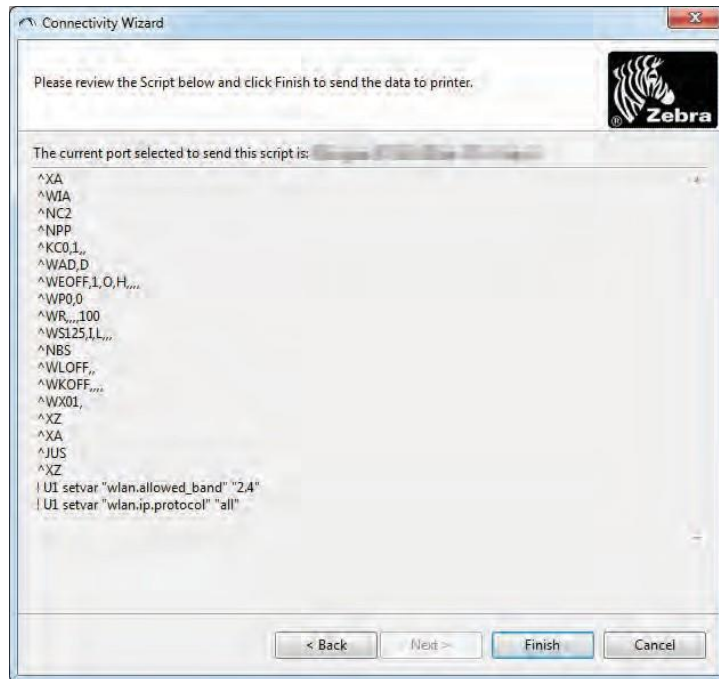 Connectivity Wizard
Please review the Script below and click Finish to send the data to printer.
® Zebra
The current port selected to send this script is:
^XA
^WIA
^NC2
^NPP
^KC0,1,,
^WAD,D
^WEOFF,1,O,H,,,,
^WP0,0
^WR,,,,100
^WS125,I,L,,,
^NBS
^WLOFF,,
^WKOFF,,,,
^WX01,
^XZ
^XA
^JUS
^XZ
! U1 setvar "wlan.allowed_band" "2.4"
! U1 setvar "wlan.ip.protocol" "all"
< Back Next > Finish Cancel